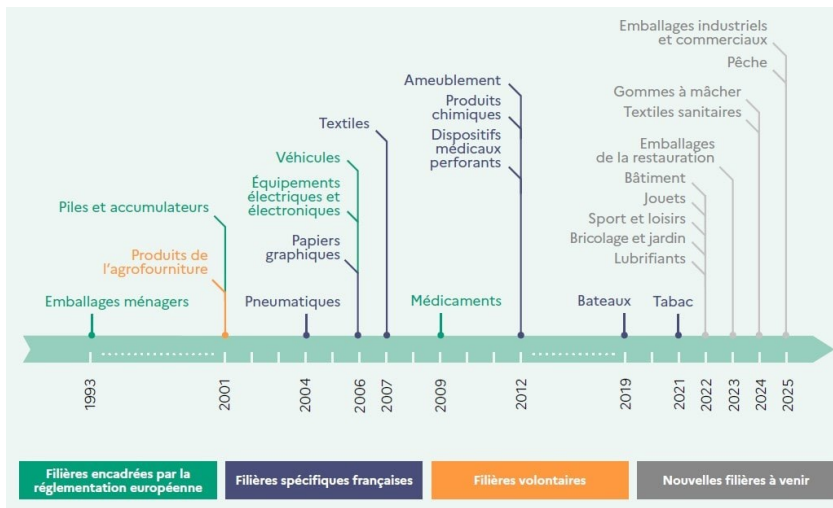 Emballages industriels
et commerciaux
Pêche
Ameublement
Gommes à mâcher
Produits
chimiques
Textiles sanitaires
Textiles
Dispositifs
médicaux
perforants
Emballages
de la restauration
Véhicules
Bâtiment
Équipements
électriques et
électroniques
Jouets
Piles et accumulateurs
Sport et loisirs
Papiers
graphiques
Bricolage et jardin
Produits de
l'agrofourniture
Lubrifiants
Emballages ménagers
Pneumatiques
Médicaments
Bateaux
Tabac
1993
2001
2004
2006
2007
2009
2012
2019
2021
2022
2023
2024
2025
Filières encadrées par la
réglementation européenne
Filières spécifiques françaises
Filières volontaires
Nouvelles filières à venir